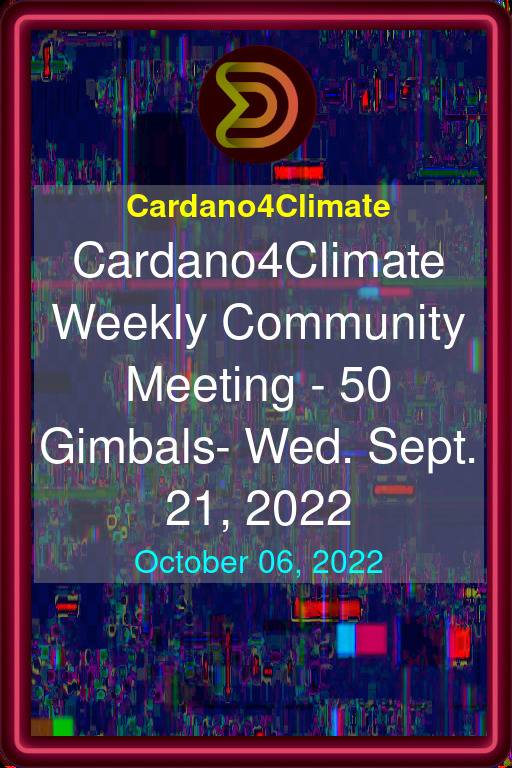 Cardano4Climate
Cardano4Climate
Weekly Community
Meeting - 50
Gimbals- Wed. Sept.
21, 2022
October 06, 2022